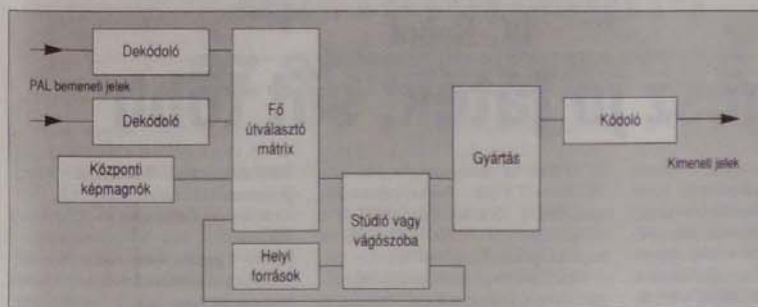 Dekódoló
PAL bemeneti jelek
Dekódoló
Központi
képmagnók
Fő
útválasztó
mátrix
Helyi
források
Stúdió vagy
vágószoba
Gyártás
Kódoló
Kimeneti jelek